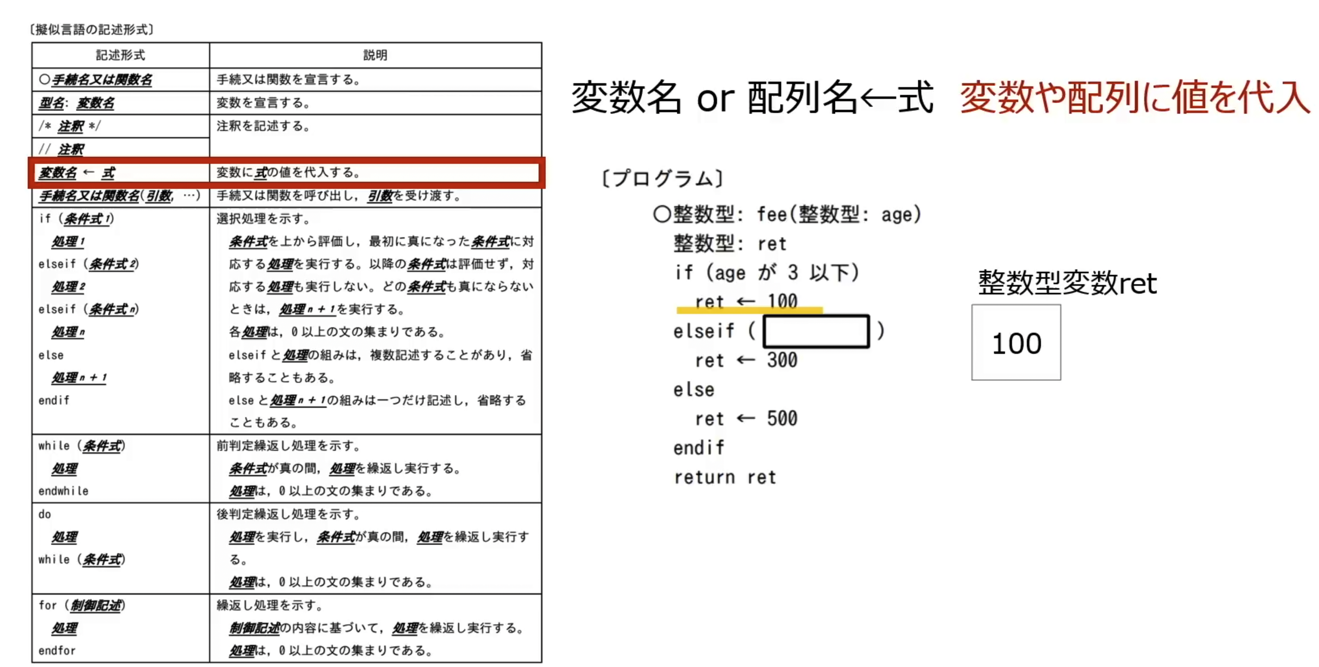 〔擬似言語の記述形式〕
記述形式 説明
○手続名又は関数名 手続又は関数を宣言する。
型名: 変数名 変数を宣言する。
/* 注釈 */ 注釈を記述する。
// 注釈
変数名 ← 式 変数に式の値を代入する。
手続名又は関数名(引数, …) 手続又は関数を呼び出し，引数を受け渡す。
if (条件式1) 選択処理を示す。
処理1 条件式を上から評価し，最初に真になった条件式に対
elseif (条件式2) 応する処理を実行する。以降の条件式は評価せず，対
処理2 応する処理も実行しない。どの条件式も真にならない
elseif (条件式n) ときは，処理n+1を実行する。
処理n 各処理は，0以上の文の集まりである。
else elseifと処理の組みは，複数記述することがあり，省
処理n+1 略することもある。
endif elseと処理n+1の組みは一つだけ記述し，省略する
こともある。
while (条件式) 前判定繰返し処理を示す。
処理 条件式が真の間，処理を繰返し実行する。
endwhile 処理は，0以上の文の集まりである。
do 後判定繰返し処理を示す。
処理 処理を実行し，条件式が真の間，処理を繰返し実行す
while (条件式) る。
処理は，0以上の文の集まりである。
for (制御記述) 繰返し処理を示す。
処理 制御記述の内容に基づいて，処理を繰返し実行する。
endfor 処理は，0以上の文の集まりである。
変数名 or 配列名←式 変数や配列に値を代入
〔プログラム〕
○整数型: fee(整数型: age)
整数型: ret
if (age が 3 以下)
ret ← 100
elseif ( )
ret ← 300
else
ret ← 500
endif
return ret
整数型変数ret
100